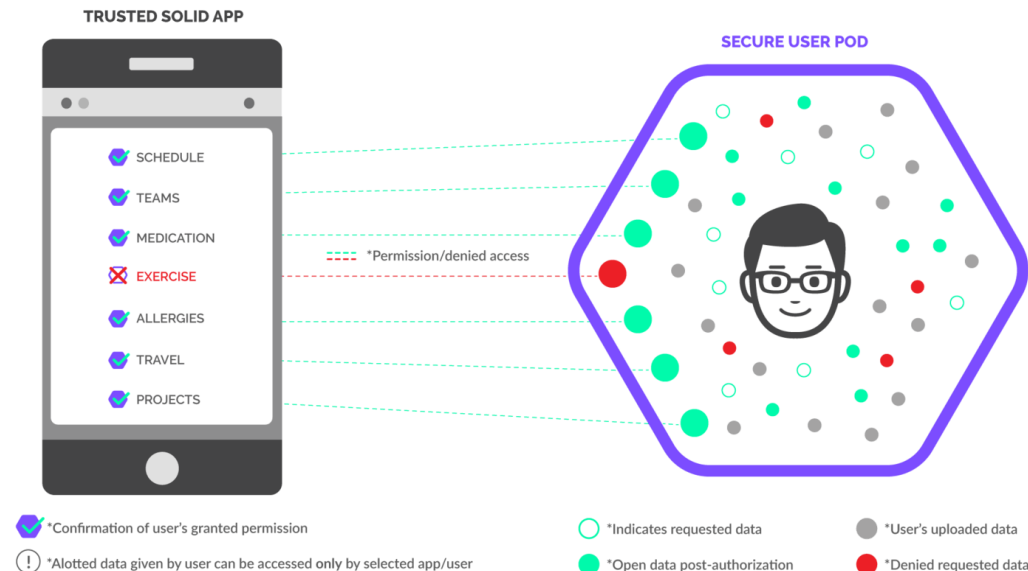 TRUSTED SOLID APP
SECURE USER POD
SCHEDULE
TEAMS
MEDICATION
EXERCISE
ALLERGIES
TRAVEL
PROJECTS
*Permission/denied access
*Confirmation of user's granted permission
*Alotted data given by user can be accessed only by selected app/user
*Indicates requested data
*User's uploaded data
*Open data post-authorization
*Denied requested data